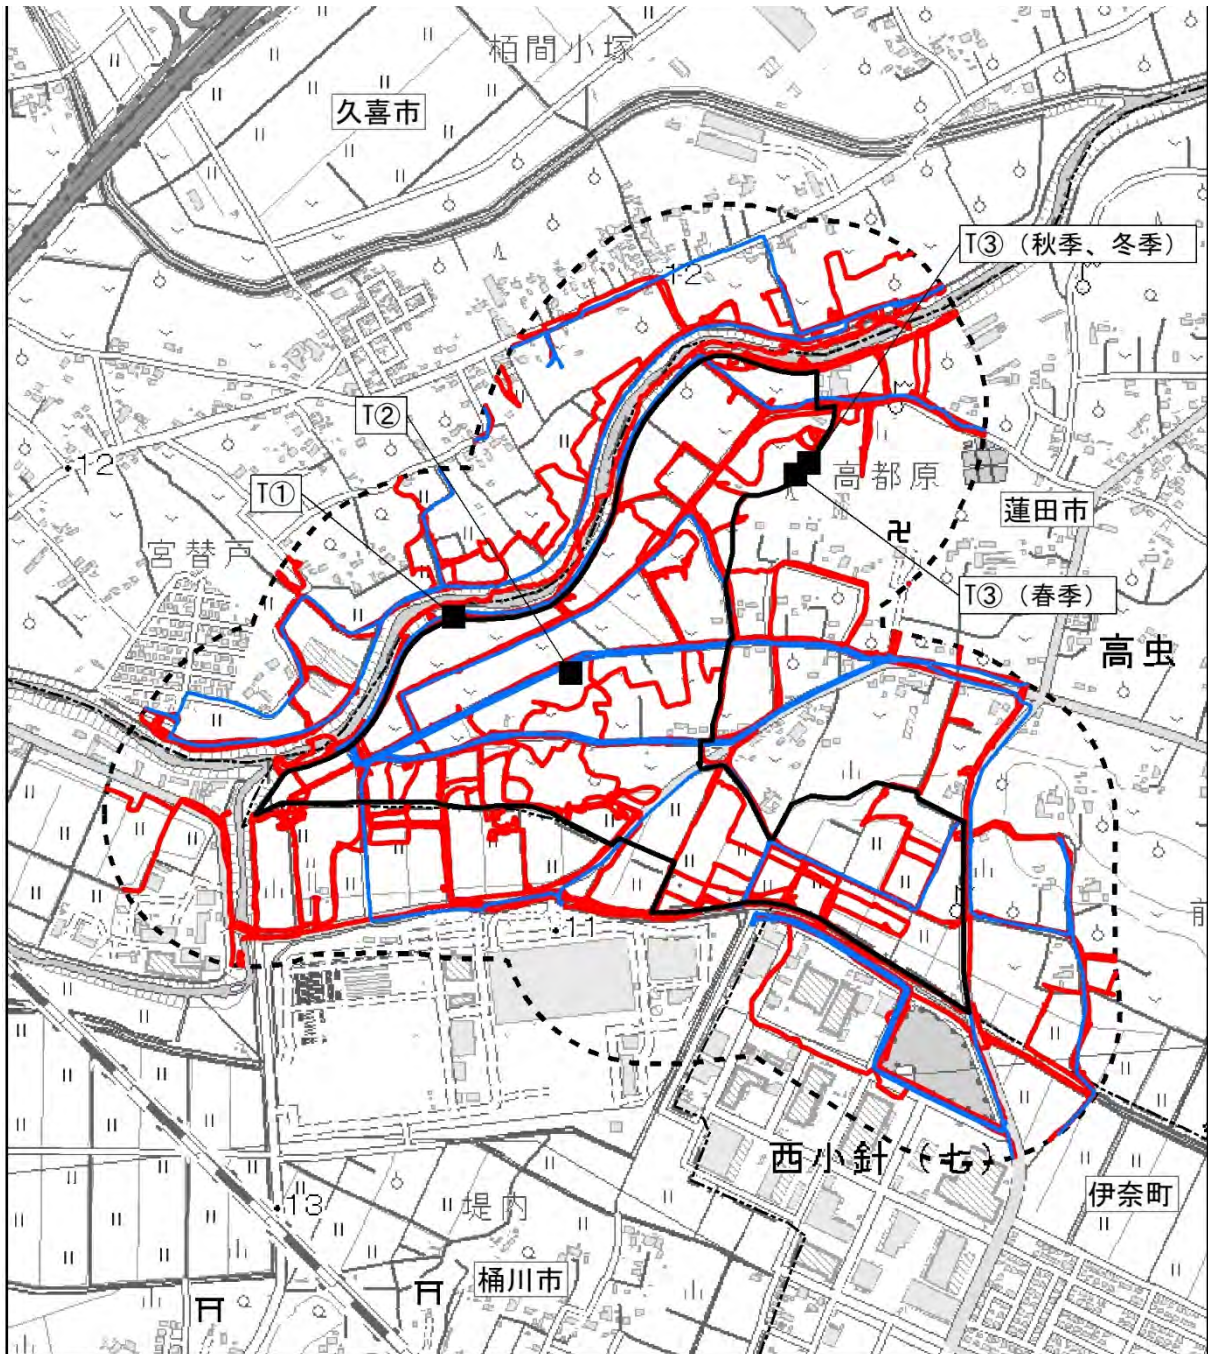 栢間小塚
久喜市
T③（秋季、冬季）
12
T②
12
T①
高都原
蓮田市
宮替戸
T③（春季）
高虫
前
11
西小針（七）
伊奈町
13
堤内
桶川市